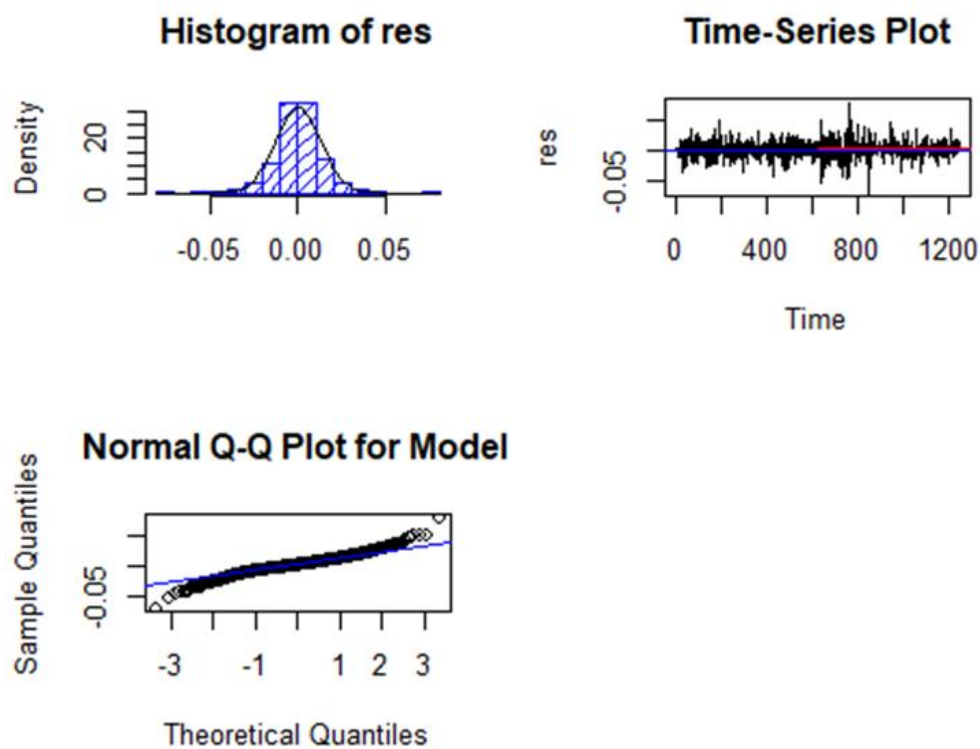 Histogram of res
Density
0 20
-0.05 0.00 0.05
Time-Series Plot
res
-0.05
0 400 800 1200
Time
Normal Q-Q Plot for Model
Sample Quantiles
-0.05
-3 -1 1 2 3
Theoretical Quantiles